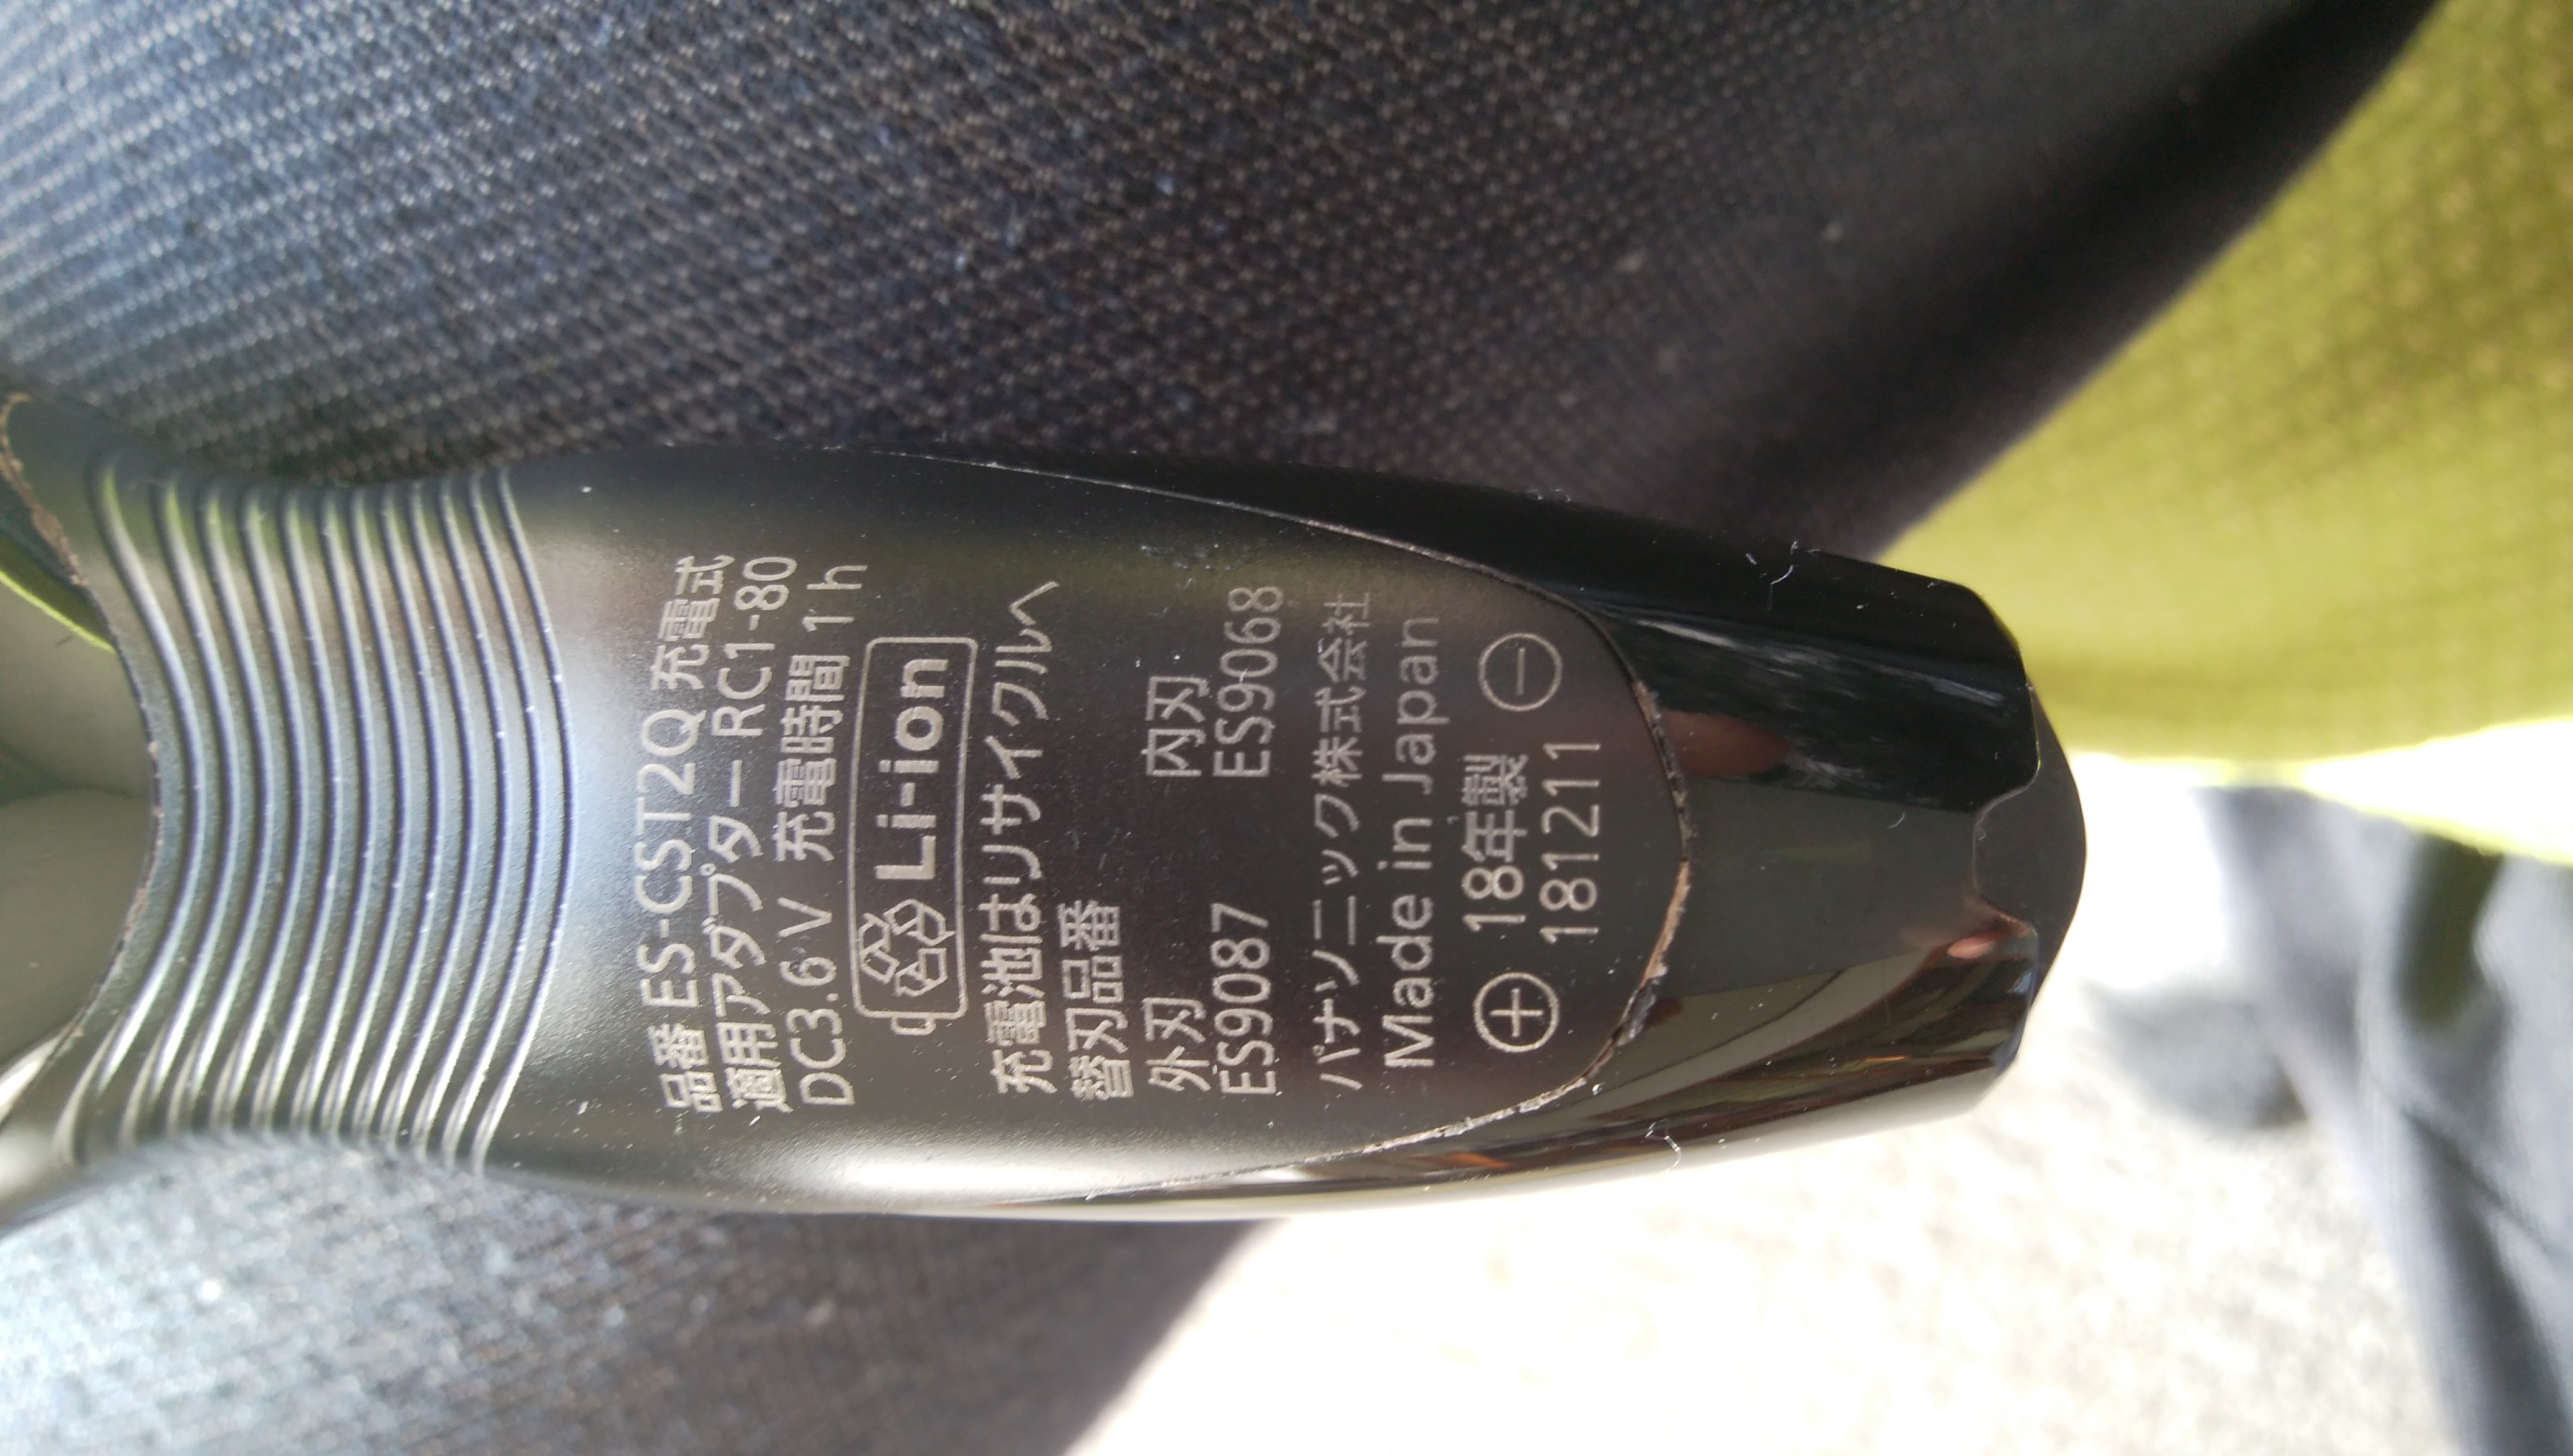 品番 ES-CST2Q 充電式
適用アダプター RC1-80
DC3.6 V 充電時間 1 h
Li-ion
充電池はリサイクルへ
替刃品番
外刃 内刃
ES9087 ES9068
パナソニック株式会社
Made in Japan
+ 18年製 −
181211